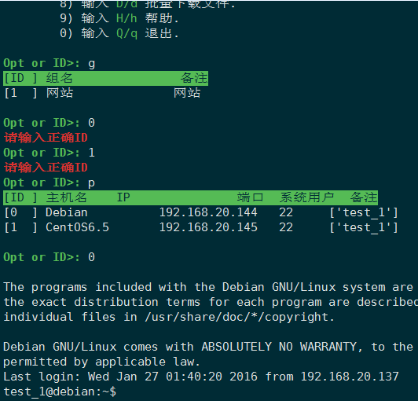 8) 输入 D/d 批量下载文件.
9) 输入 H/h 帮助.
0) 输入 Q/q 退出.
Opt or ID>: g
[ID ] 组名 备注
[1 ] 网站 网站
Opt or ID>: 0
请输入正确ID
Opt or ID>: 1
请输入正确ID
Opt or ID>: p
[ID ] 主机名 IP 端口 系统用户 备注
[0 ] Debian 192.168.20.144 22 ['test_1']
[1 ] CentOS6.5 192.168.20.145 22 ['test_1']
Opt or ID>: 0
The programs included with the Debian GNU/Linux system are
the exact distribution terms for each program are described
individual files in /usr/share/doc/*/copyright.
Debian GNU/Linux comes with ABSOLUTELY NO WARRANTY, to the
permitted by applicable law.
Last login: Wed Jan 27 01:40:20 2016 from 192.168.20.137
test_1@debian:~$